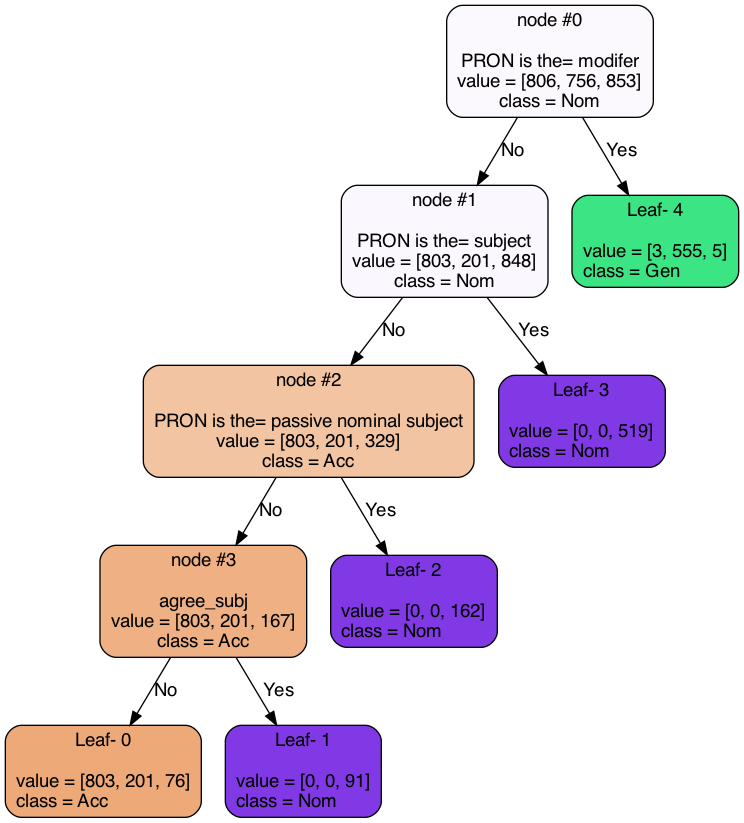 node #0
PRON is the= modifer
value = [806, 756, 853]
class = Nom
No
Yes
node #1
PRON is the= subject
value = [803, 201, 848]
class = Nom
Leaf- 4
value = [3, 555, 5]
class = Gen
No
Yes
node #2
PRON is the= passive nominal subject
value = [803, 201, 329]
class = Acc
Leaf- 3
value = [0, 0, 519]
class = Nom
No
Yes
node #3
agree_subj
value = [803, 201, 167]
class = Acc
Leaf- 2
value = [0, 0, 162]
class = Nom
No
Yes
Leaf- 0
value = [803, 201, 76]
class = Acc
Leaf- 1
value = [0, 0, 91]
class = Nom